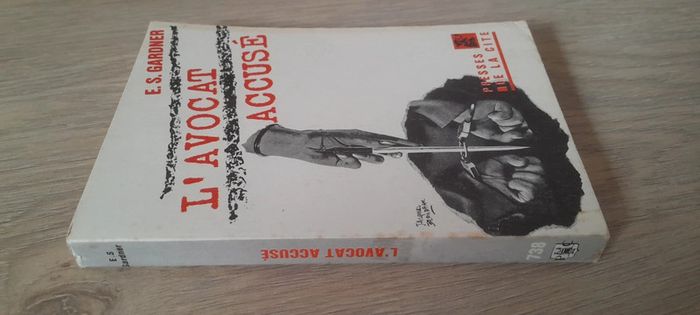 E.S. GARDNER
L'AVOCAT
ACCUSÉ
PRESSES
DE LA CITÉ
E S
Gardner
L'AVOCAT ACCUSÉ
738